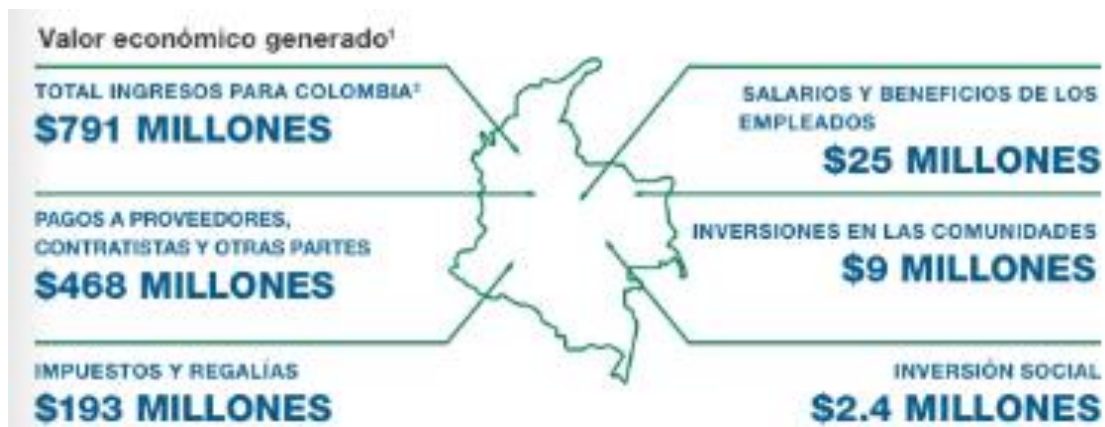 Valor económico generado¹
TOTAL INGRESOS PARA COLOMBIA²
$791 MILLONES
PAGOS A PROVEEDORES,
CONTRATISTAS Y OTRAS PARTES
$468 MILLONES
IMPUESTOS Y REGALÍAS
$193 MILLONES
SALARIOS Y BENEFICIOS DE LOS
EMPLEADOS
$25 MILLONES
INVERSIONES EN LAS COMUNIDADES
$9 MILLONES
INVERSIÓN SOCIAL
$2.4 MILLONES